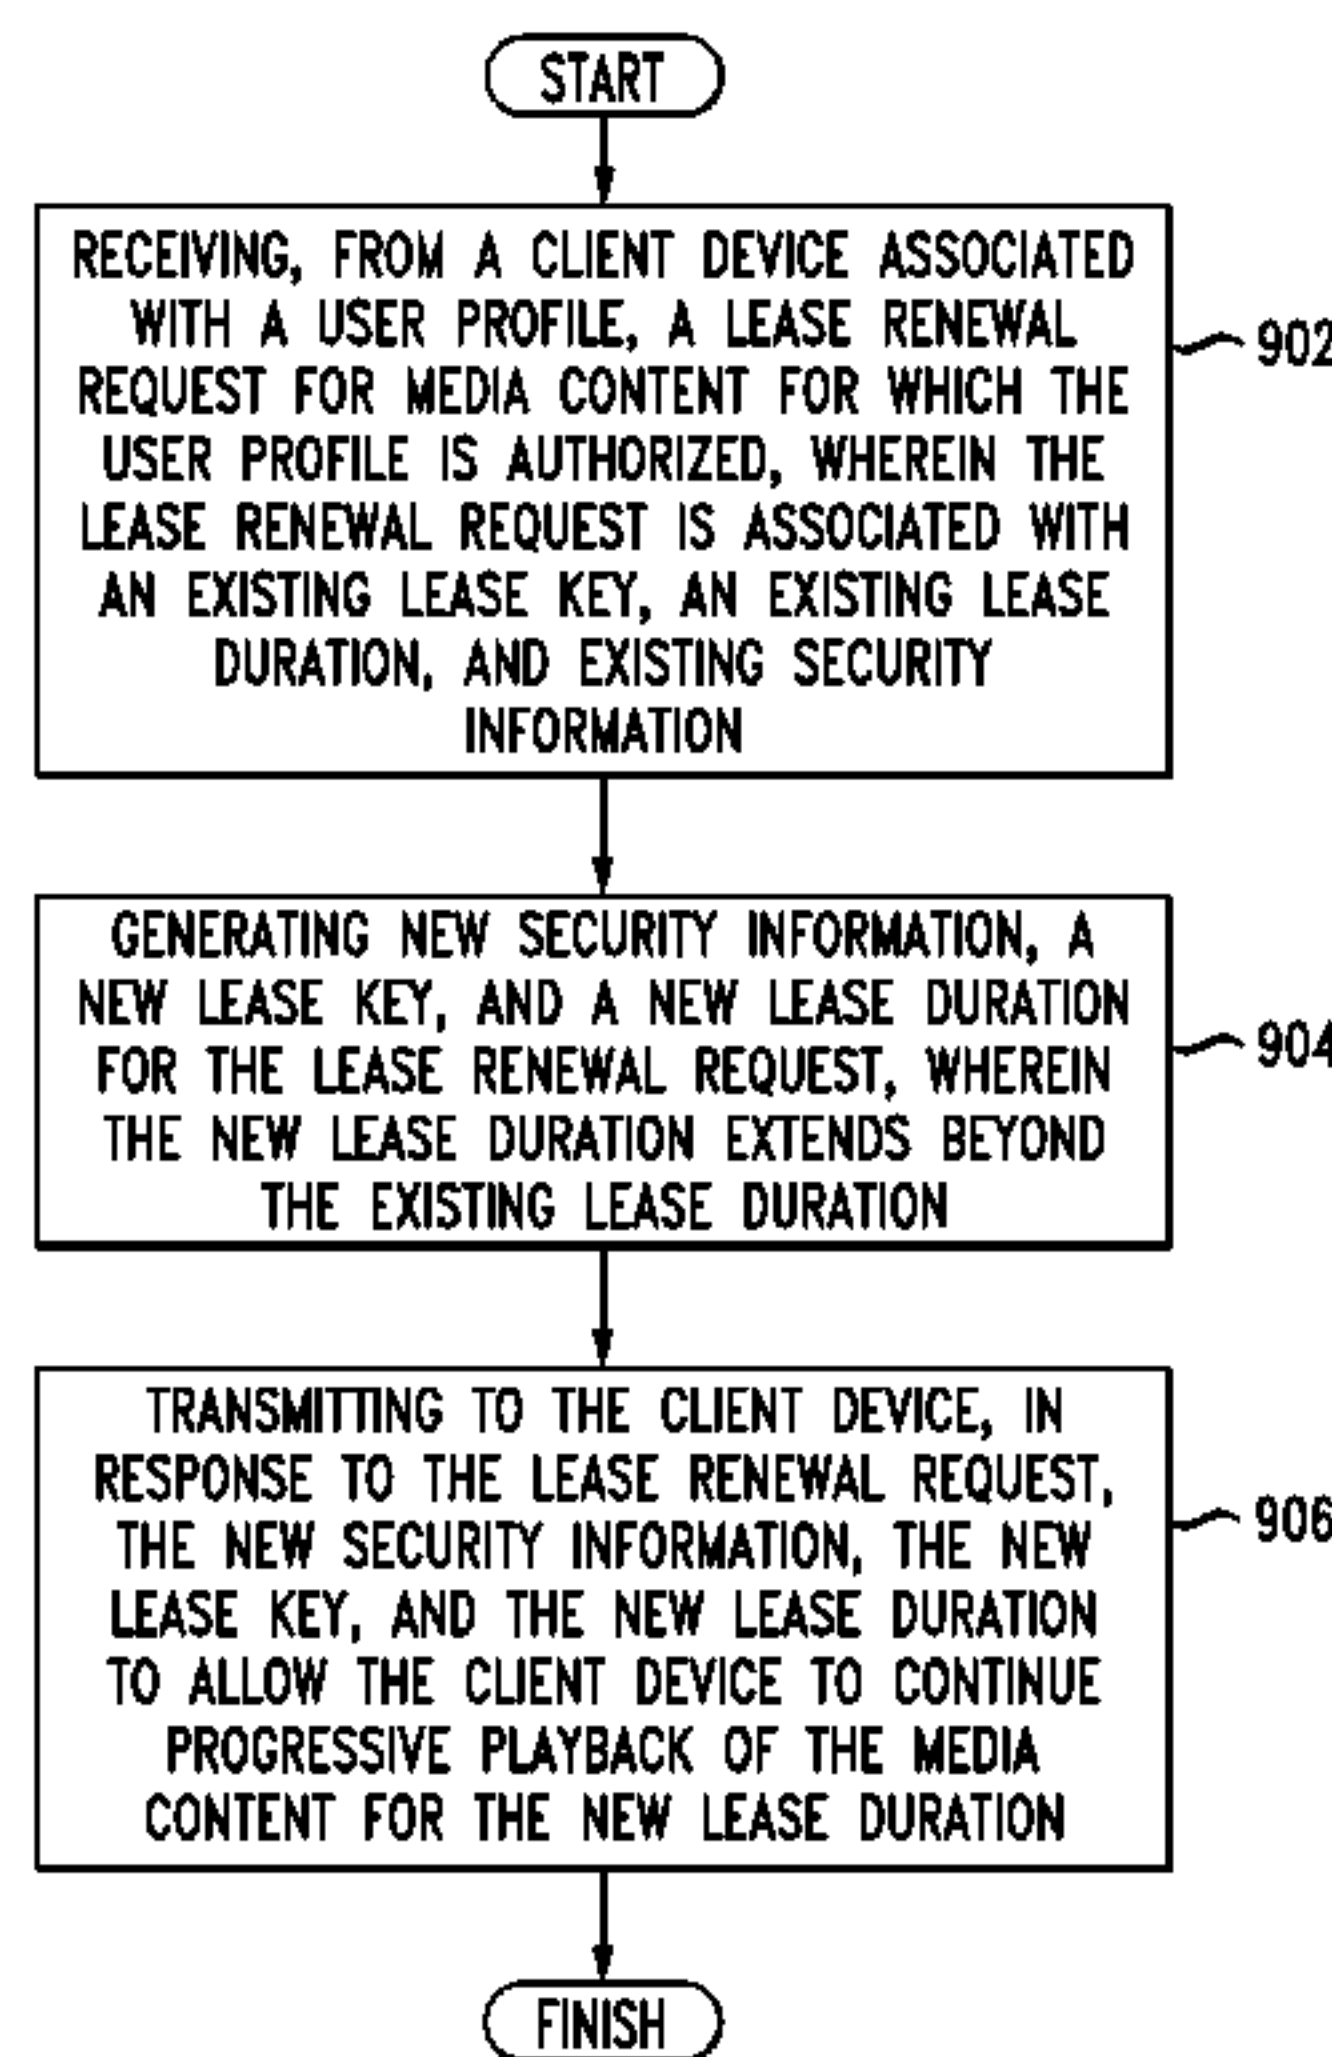 START
RECEIVING, FROM A CLIENT DEVICE ASSOCIATED
WITH A USER PROFILE, A LEASE RENEWAL
REQUEST FOR MEDIA CONTENT FOR WHICH THE
USER PROFILE IS AUTHORIZED, WHEREIN THE
LEASE RENEWAL REQUEST IS ASSOCIATED WITH
AN EXISTING LEASE KEY, AN EXISTING LEASE
DURATION, AND EXISTING SECURITY
INFORMATION
902
GENERATING NEW SECURITY INFORMATION, A
NEW LEASE KEY, AND A NEW LEASE DURATION
FOR THE LEASE RENEWAL REQUEST, WHEREIN
THE NEW LEASE DURATION EXTENDS BEYOND
THE EXISTING LEASE DURATION
904
TRANSMITTING TO THE CLIENT DEVICE, IN
RESPONSE TO THE LEASE RENEWAL REQUEST,
THE NEW SECURITY INFORMATION, THE NEW
LEASE KEY, AND THE NEW LEASE DURATION
TO ALLOW THE CLIENT DEVICE TO CONTINUE
PROGRESSIVE PLAYBACK OF THE MEDIA
CONTENT FOR THE NEW LEASE DURATION
906
FINISH